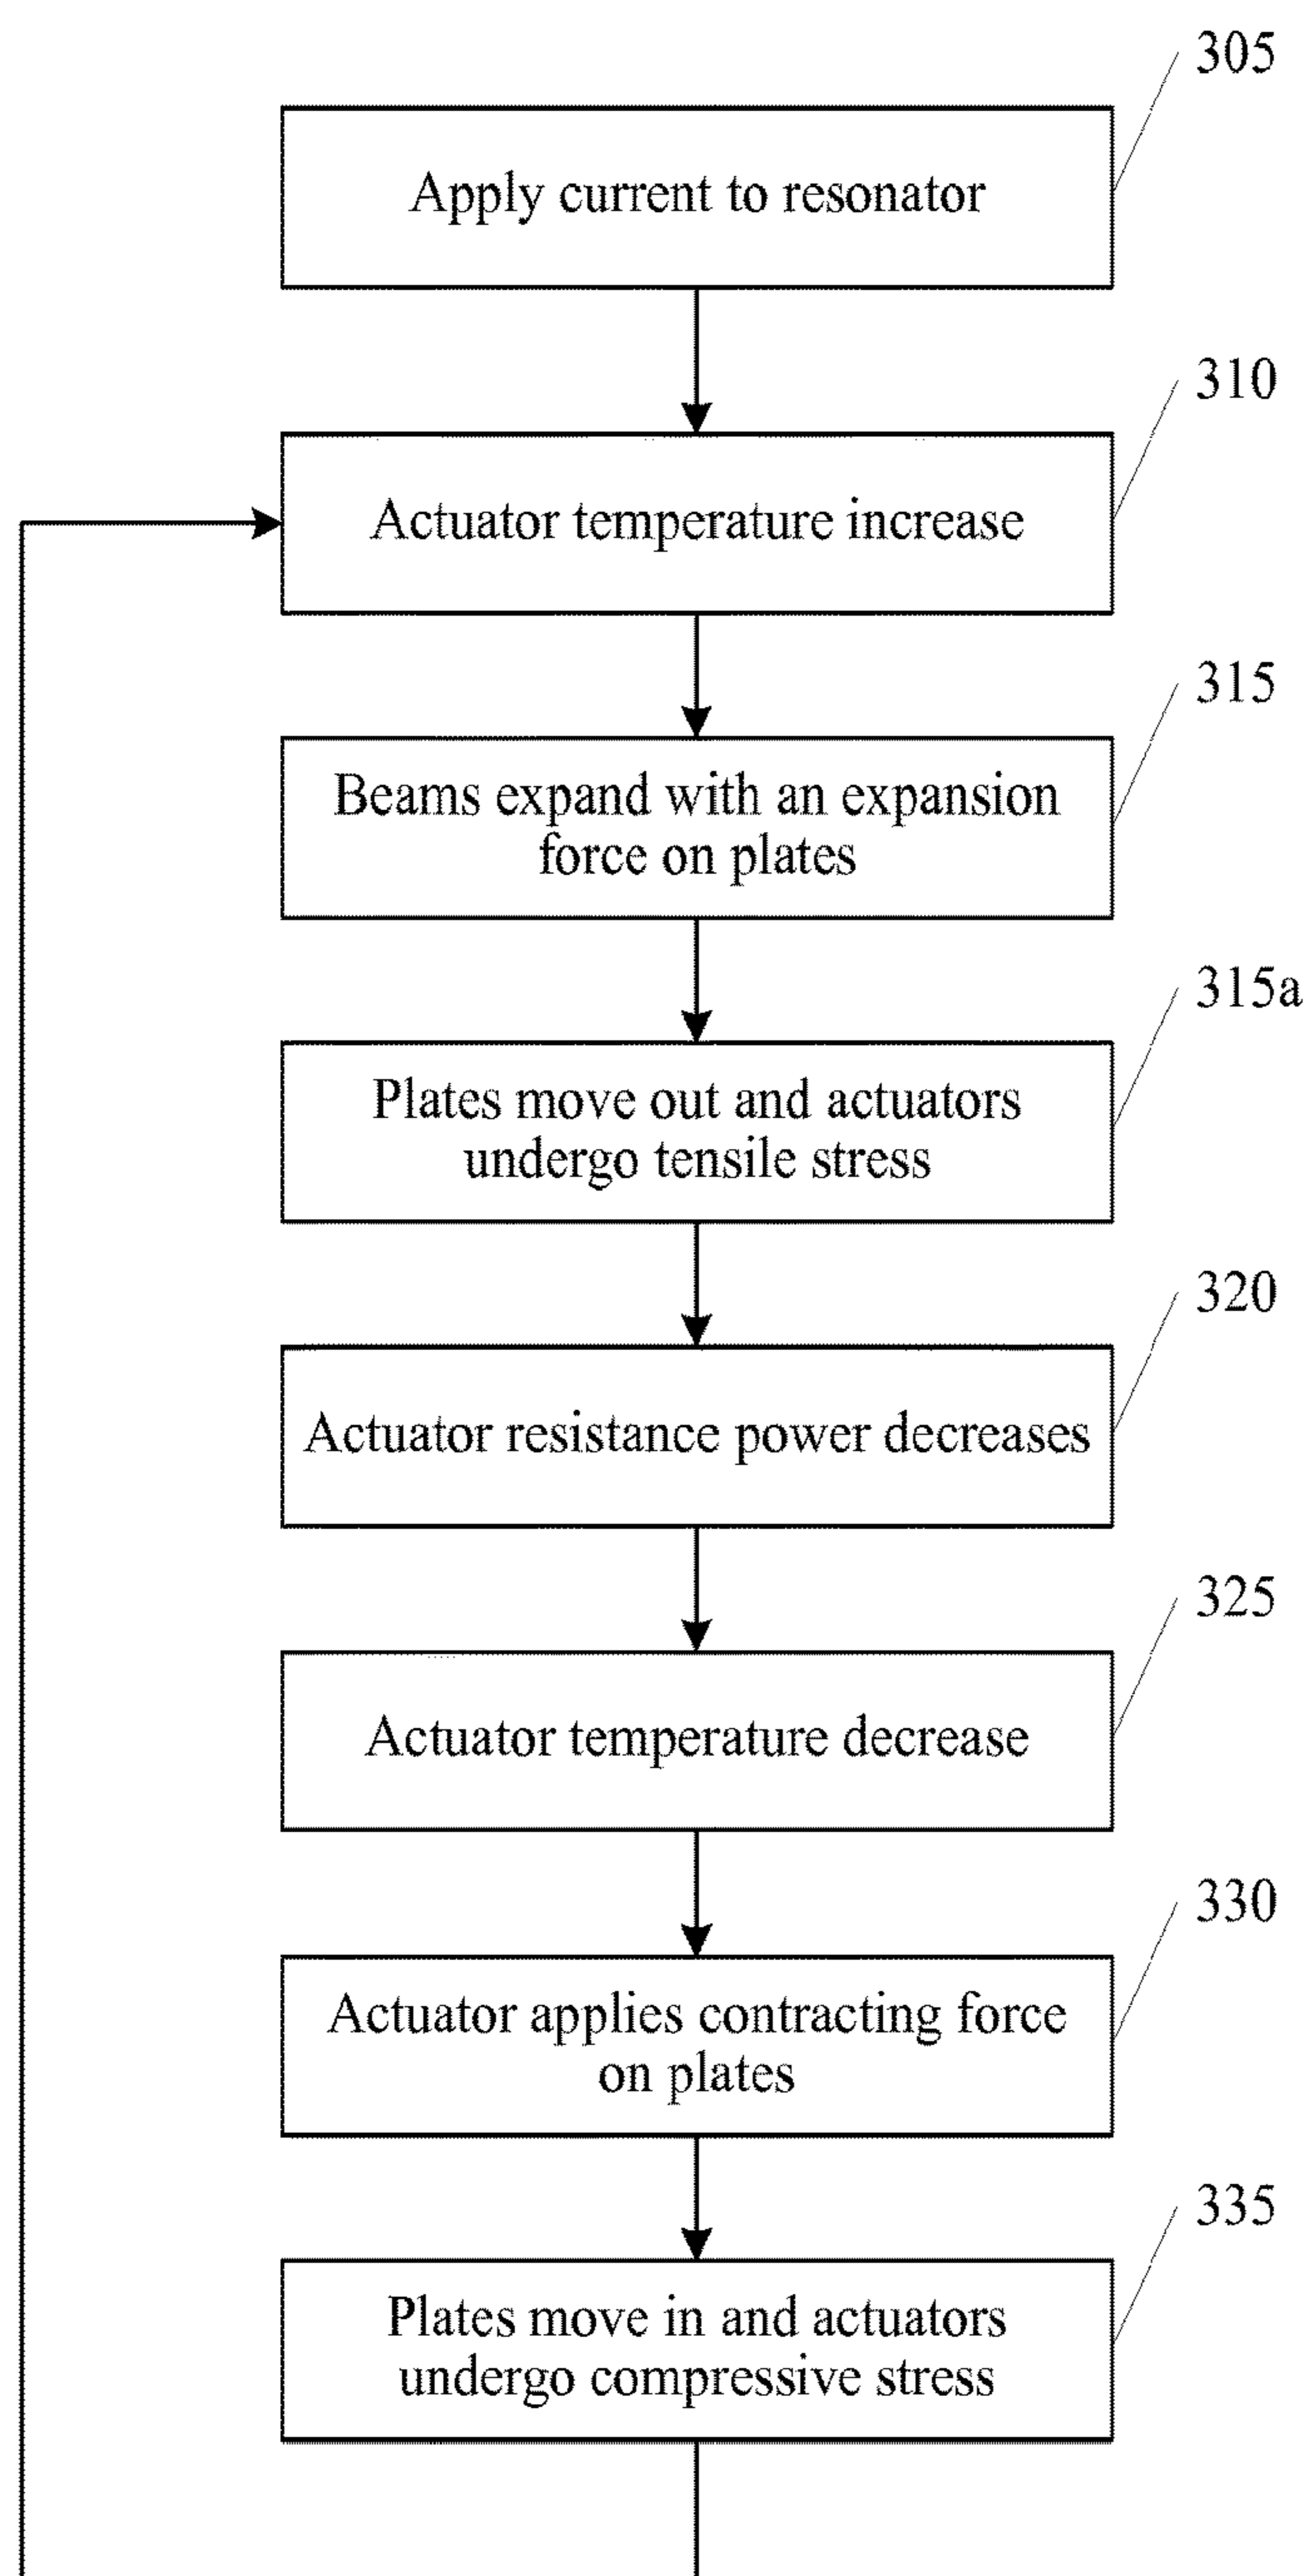 305
Apply current to resonator
310
Actuator temperature increase
315
Beams expand with an expansion
force on plates
315a
Plates move out and actuators
undergo tensile stress
320
Actuator resistance power decreases
325
Actuator temperature decrease
330
Actuator applies contracting force
on plates
335
Plates move in and actuators
undergo compressive stress